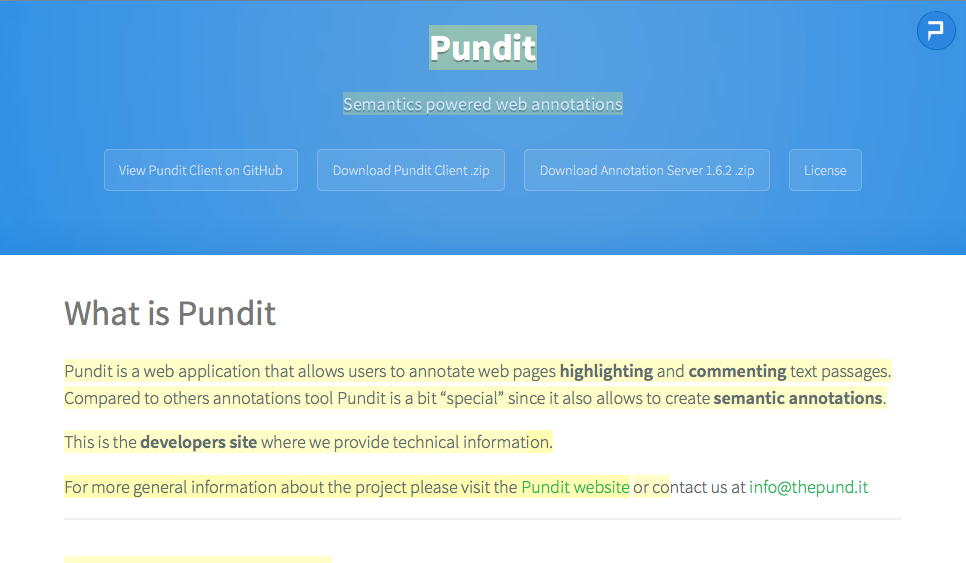 Pundit
Semantics powered web annotations
View Pundit Client on GitHub
Download Pundit Client .zip
Download Annotation Server 1.6.2 .zip
License
What is Pundit
Pundit is a web application that allows users to annotate web pages highlighting and commenting text passages.
Compared to others annotations tool Pundit is a bit “special” since it also allows to create semantic annotations.
This is the developers site where we provide technical information.
For more general information about the project please visit the Pundit website or contact us at info@thepund.it